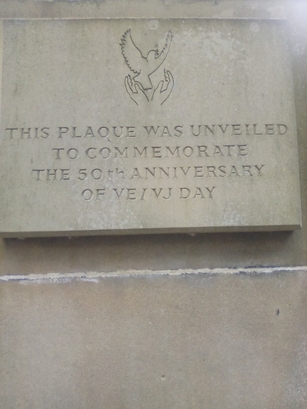 THIS PLAQUE WAS UNVEILED
TO COMMEMORATE
THE 50th ANNIVERSARY
OF VE/VJ DAY